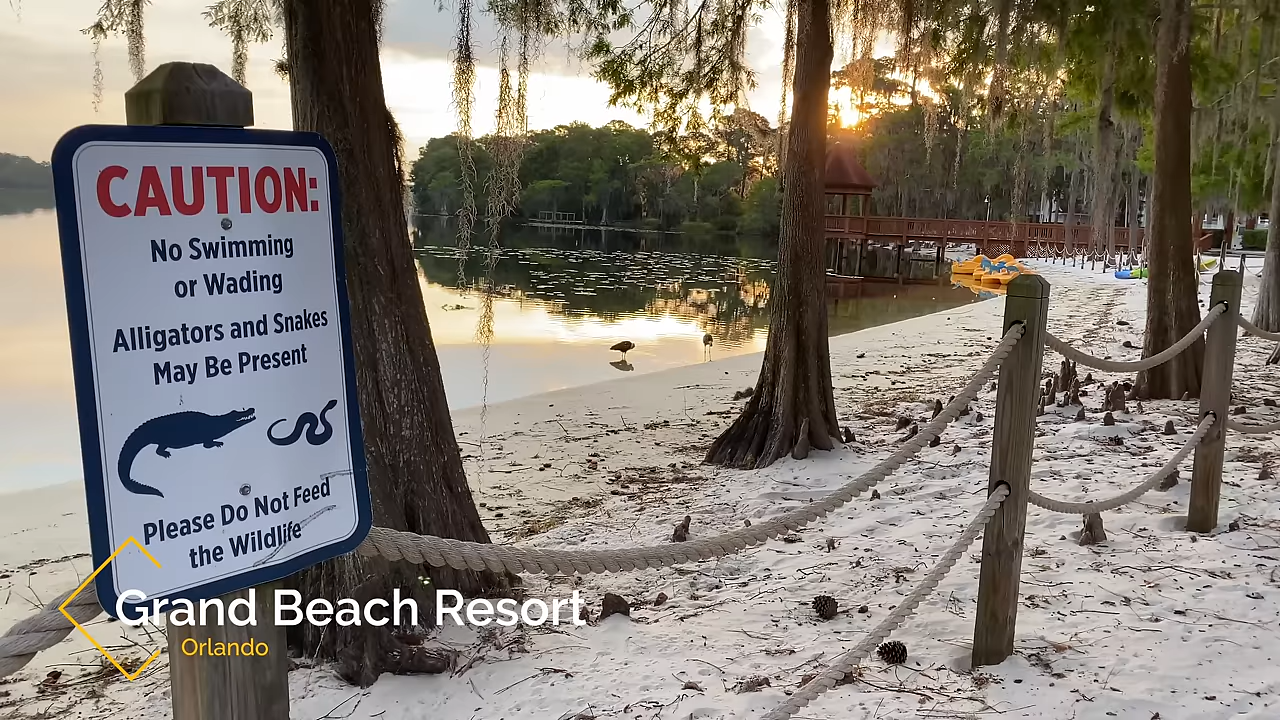 CAUTION:
No Swimming
or Wading
Alligators and Snakes
May Be Present
Please Do Not Feed
the Wildlife
Grand Beach Resort
Orlando